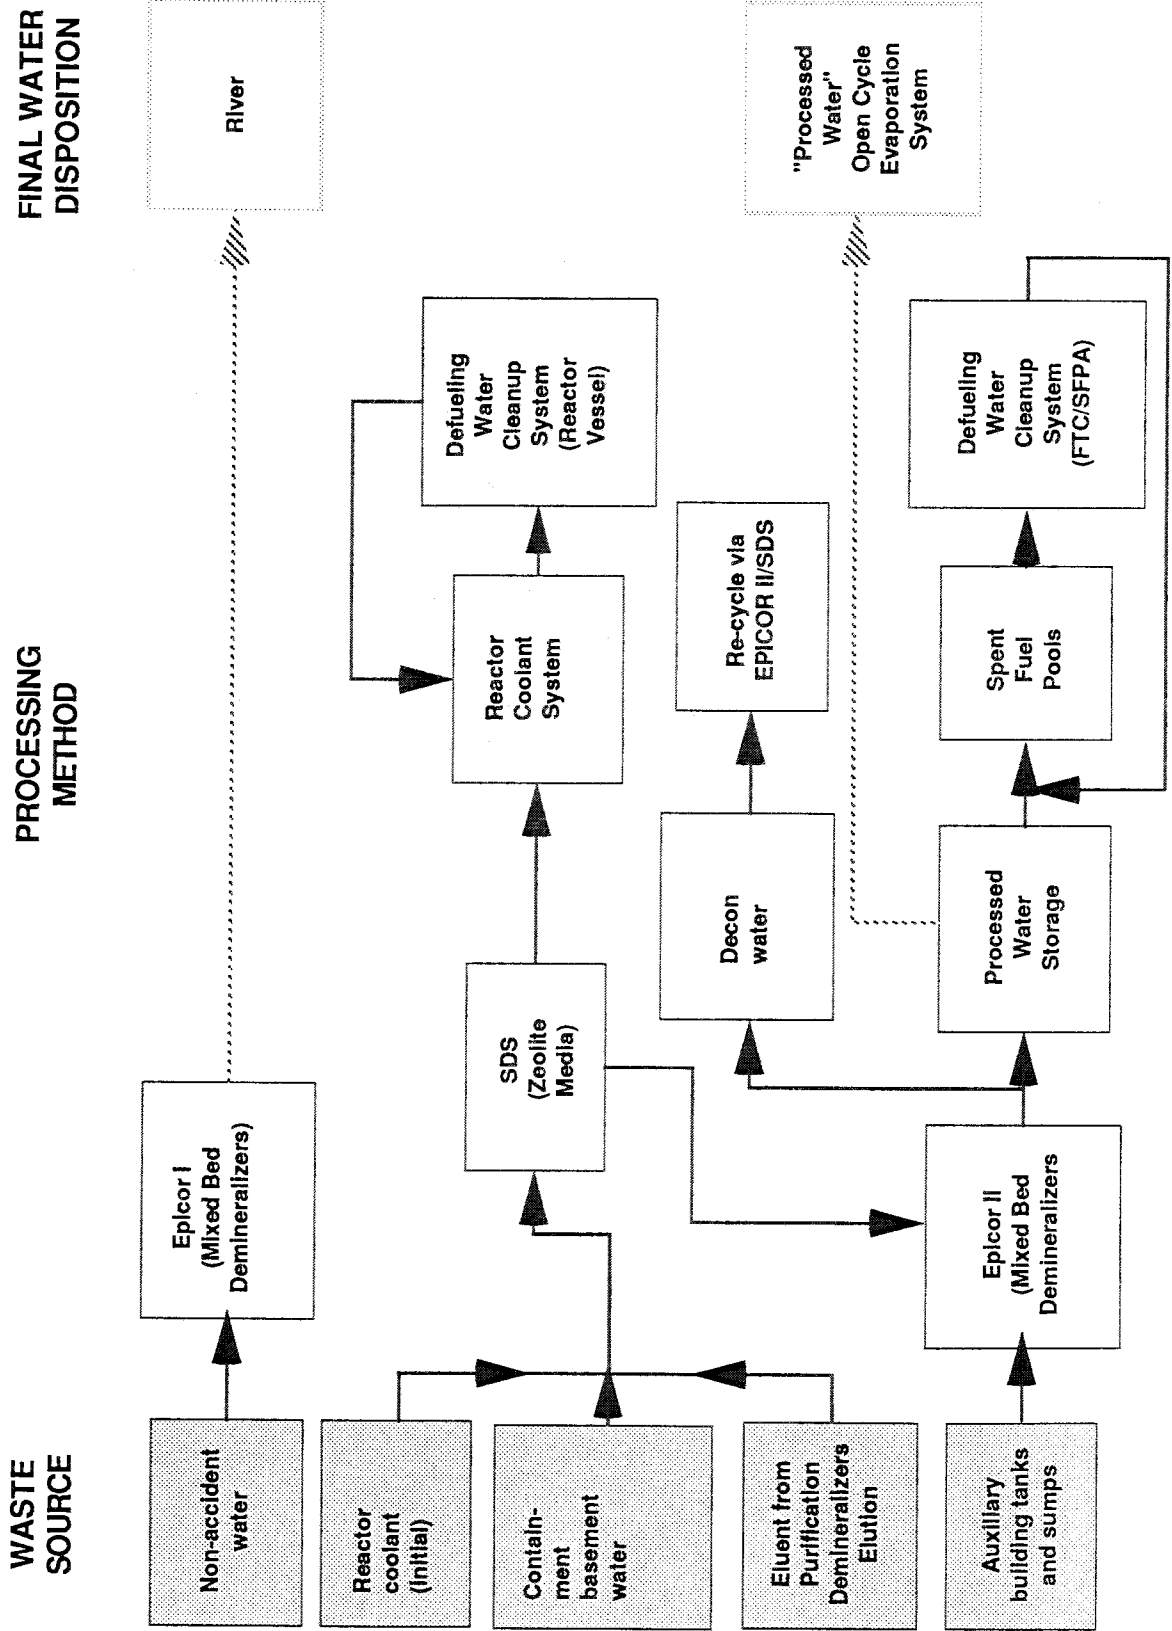 WASTE
SOURCE
PROCESSING
METHOD
FINAL WATER
DISPOSITION
Non-accident
water
Epicor I
(Mixed Bed
Demineralizers)
River
Reactor
coolant
(initial)
Contain-
ment
basement
water
Eluent from
Purification
Demineralizers
Elution
SDS
(Zeolite
Media)
Reactor
Coolant
System
Defueling
Water
Cleanup
System
(Reactor
Vessel)
Decon
water
Re-cycle via
EPICOR II/SDS
Auxiliary
building tanks
and sumps
Epicor II
(Mixed Bed
Demineralizers
Processed
Water
Storage
Spent
Fuel
Pools
Defueling
Water
Cleanup
System
(FTC/SFPA)
"Processed
Water"
Open Cycle
Evaporation
System